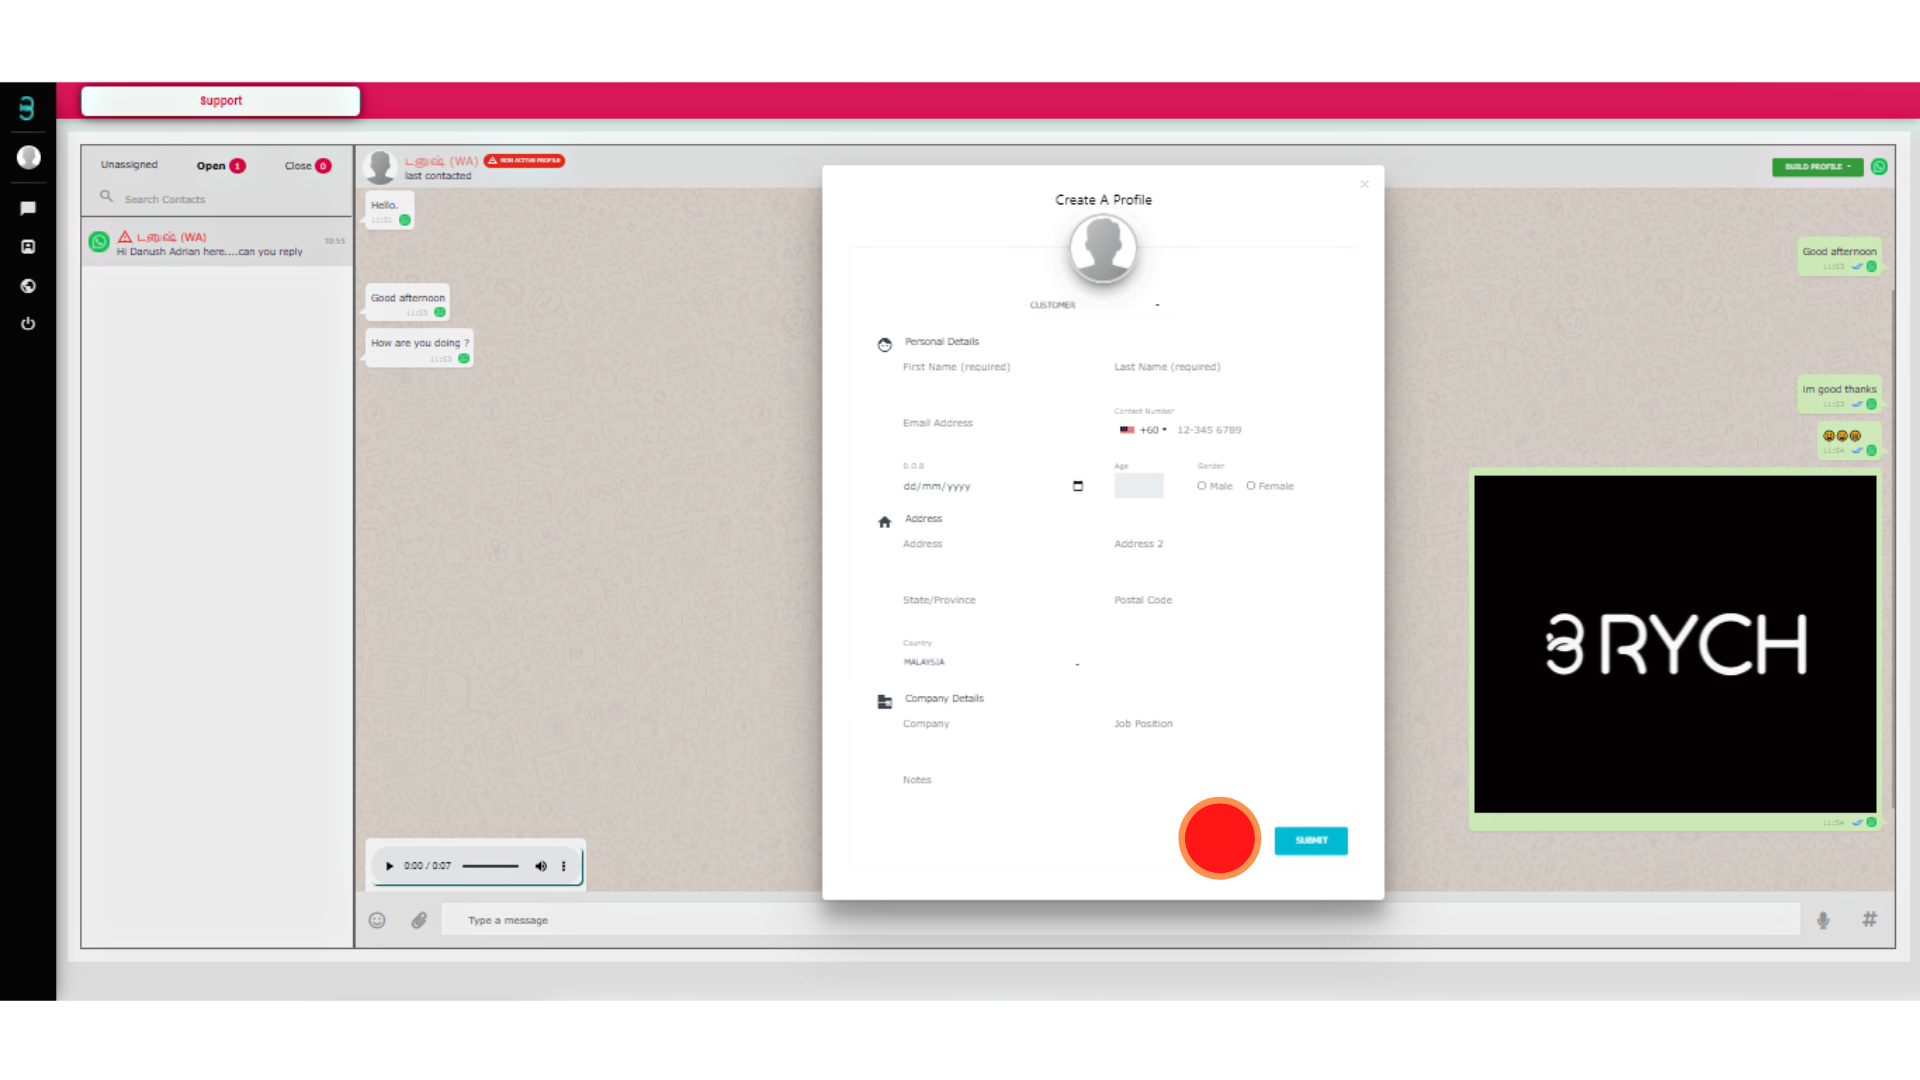 Support
Unassigned
Open 1
Close 0
Search Contacts
டனுஷ் (WA)
10:55
Hi Danush Adrian here....can you reply
டனுஷ் (WA)
NON ACTIVE PROFILE
last contacted
BUILD PROFILE
Hello.
11:51
Good afternoon
11:53
Good afternoon
11:53
How are you doing ?
11:53
im good thanks
11:53
11:54
3RYCH
11:54
0:00 / 0:07
Type a message
#
Create A Profile
×
CUSTOMER
Personal Details
First Name (required)
Last Name (required)
Email Address
Contact Number
+60
12-345 6789
D.O.B
dd/mm/yyyy
Age
Gender
Male
Female
Address
Address
Address 2
State/Province
Postal Code
Country
MALAYSIA
Company Details
Company
Job Position
Notes
SUBMIT